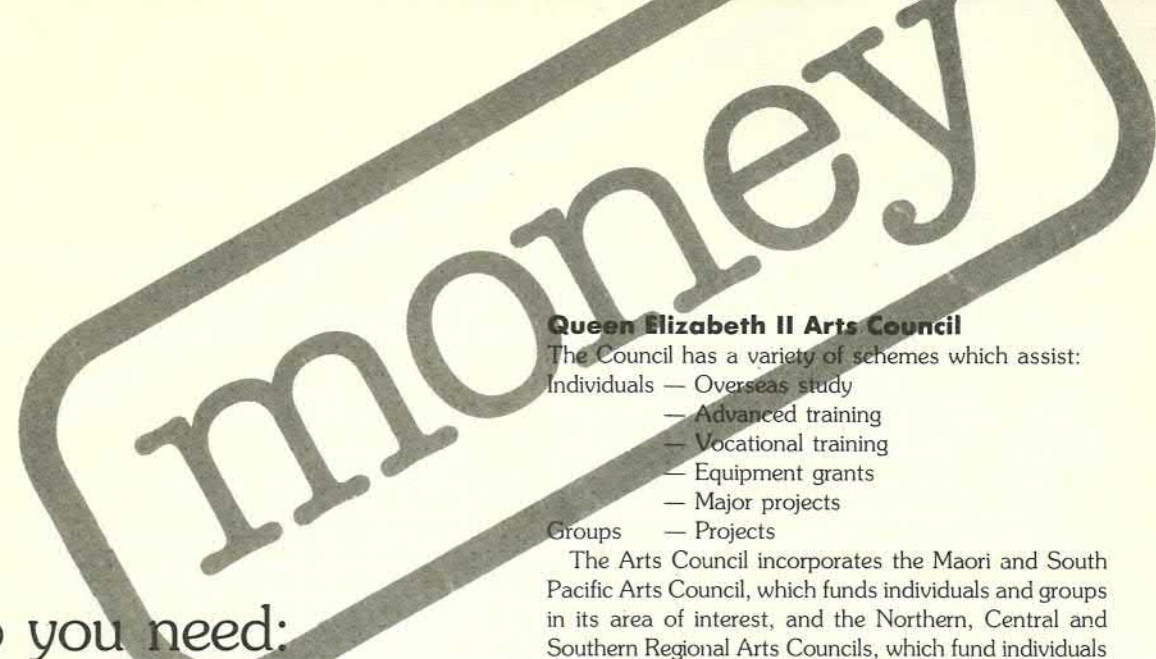 money
you need:
Queen Elizabeth II Arts Council
The Council has a variety of schemes which assist:
Individuals — Overseas study
— Advanced training
— Vocational training
— Equipment grants
— Major projects
Groups — Projects
The Arts Council incorporates the Maori and South
Pacific Arts Council, which funds individuals and groups
in its area of interest, and the Northern, Central and
Southern Regional Arts Councils, which fund individuals